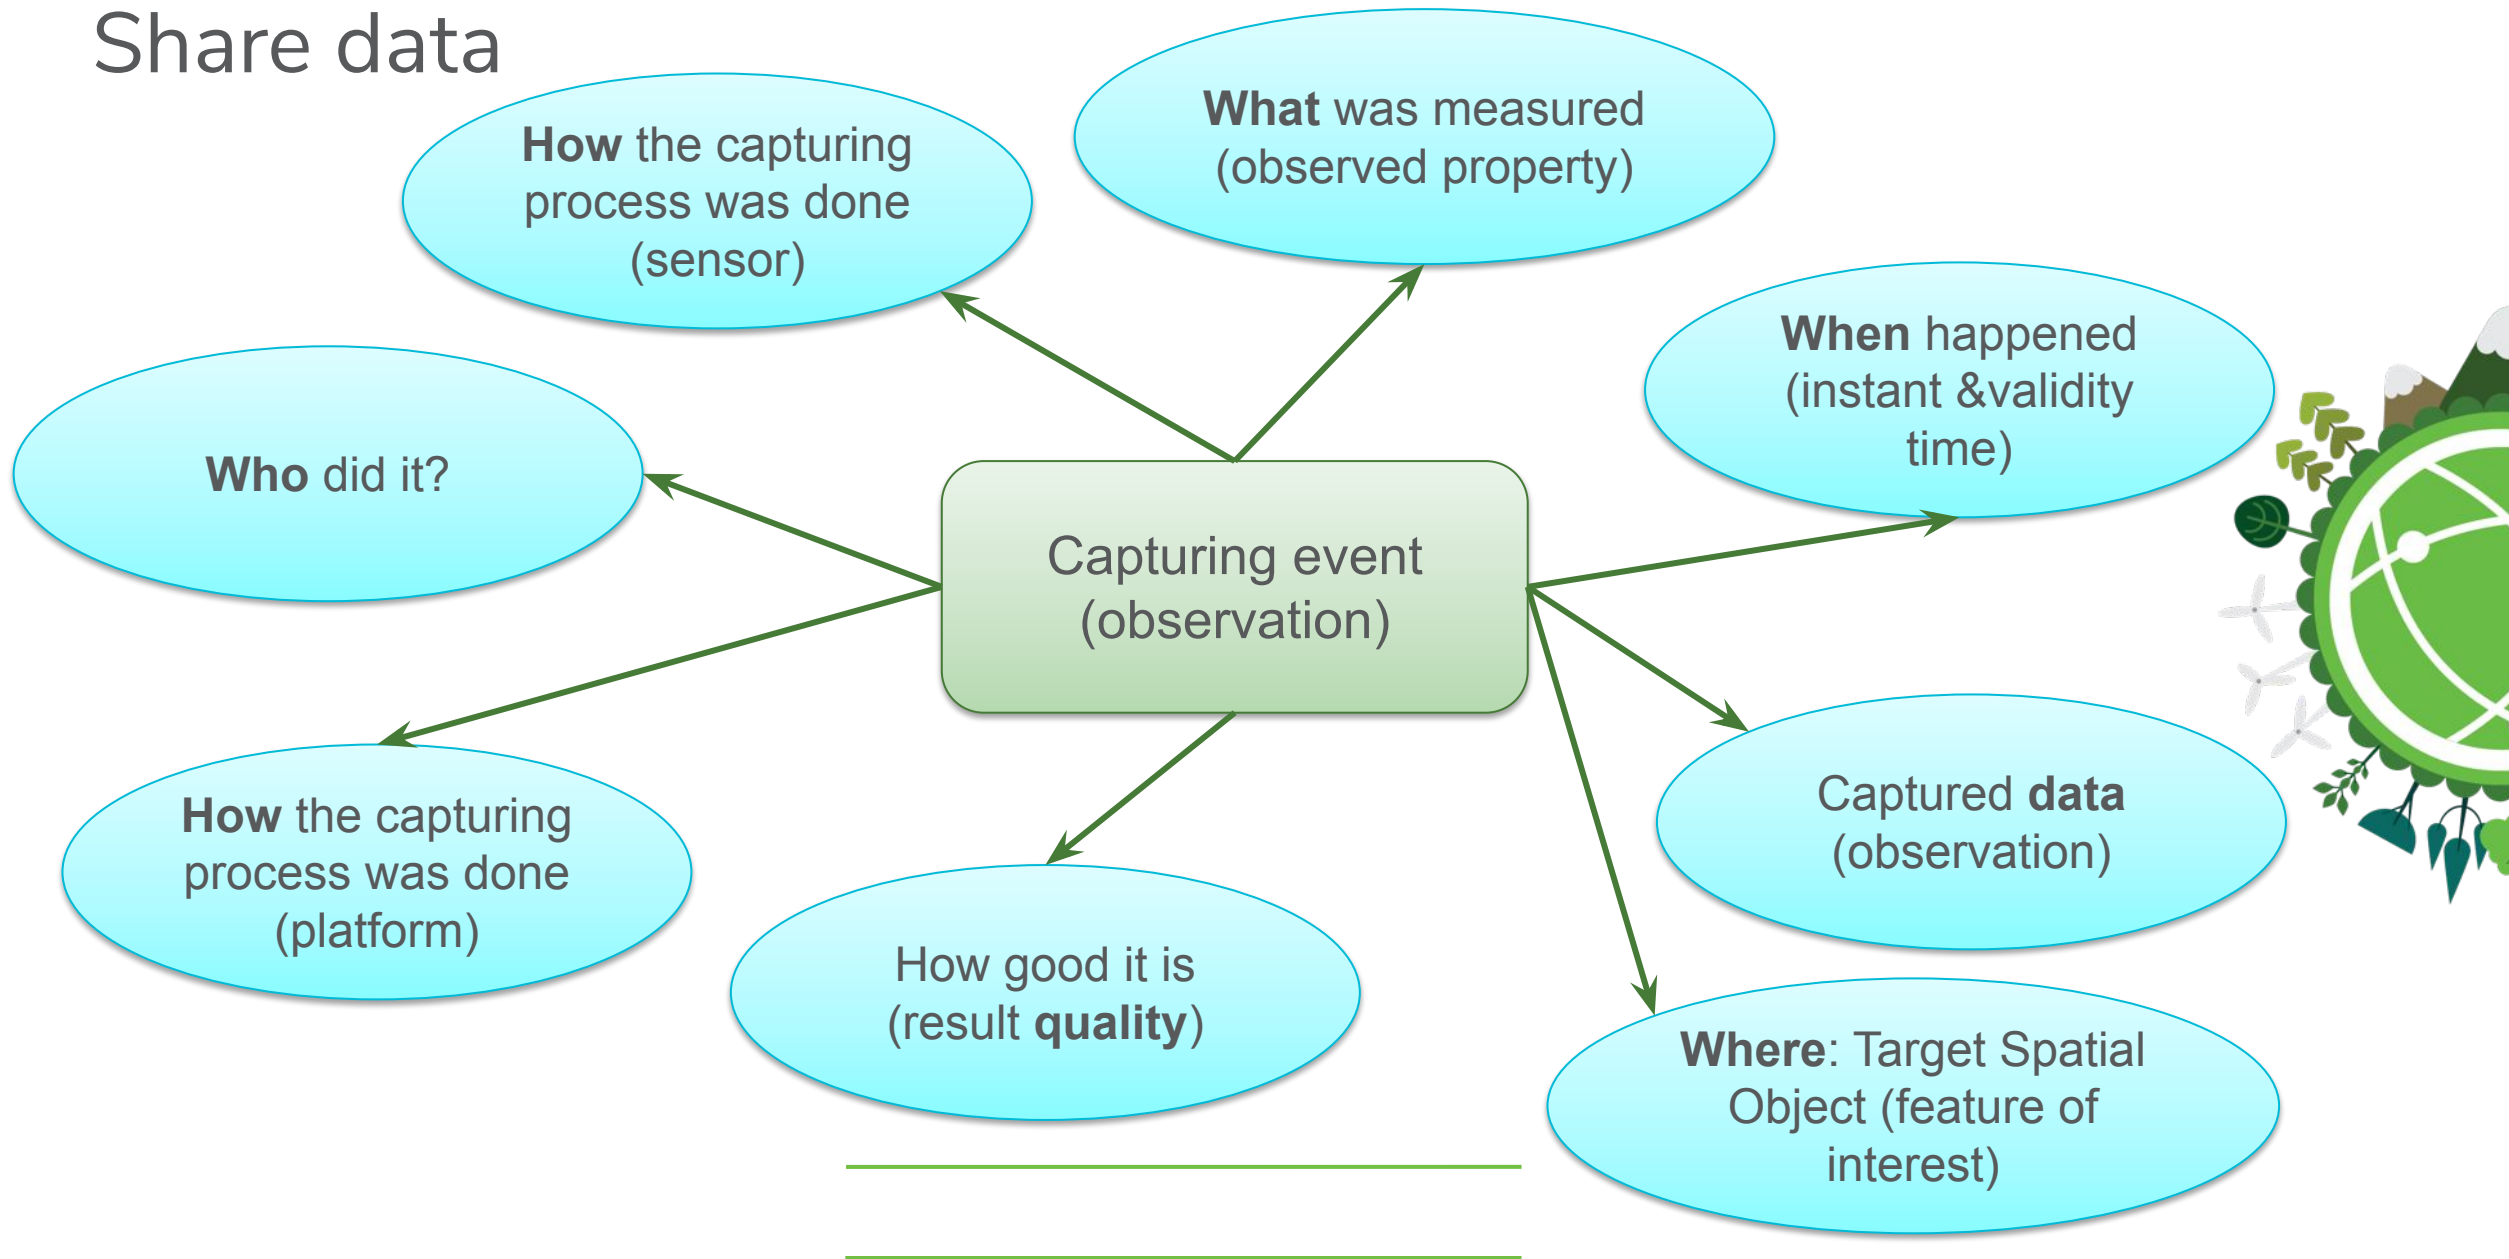 Share data
What was measured
(observed property)
How the capturing
process was done
(sensor)
When happened
(instant &validity
time)
Who did it?
Capturing event
(observation)
Captured data
(observation)
How the capturing
process was done
(platform)
How good it is
(result quality)
Where: Target Spatial
Object (feature of
interest)